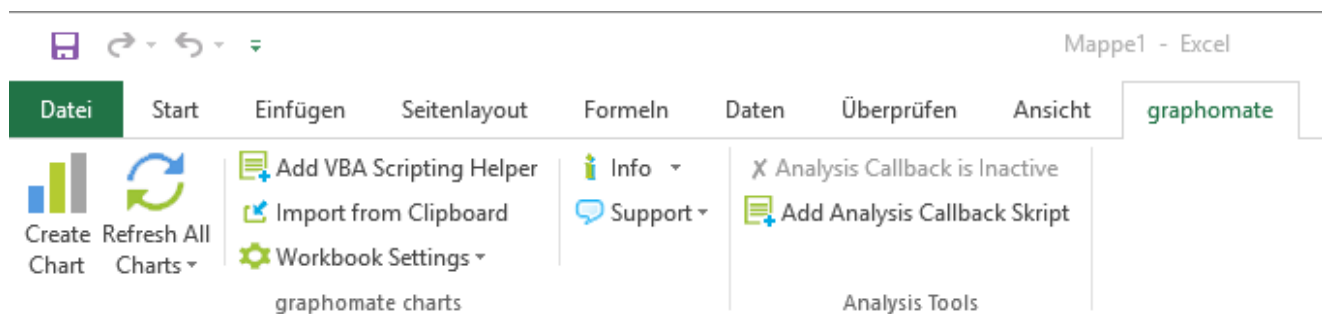 Mappe1 - Excel
Datei Start Einfügen Seitenlayout Formeln Daten Überprüfen Ansicht graphomate
Create Chart
Refresh All Charts
Add VBA Scripting Helper
Import from Clipboard
Workbook Settings
graphomate charts
Info
Support
X Analysis Callback is Inactive
Add Analysis Callback Skript
Analysis Tools